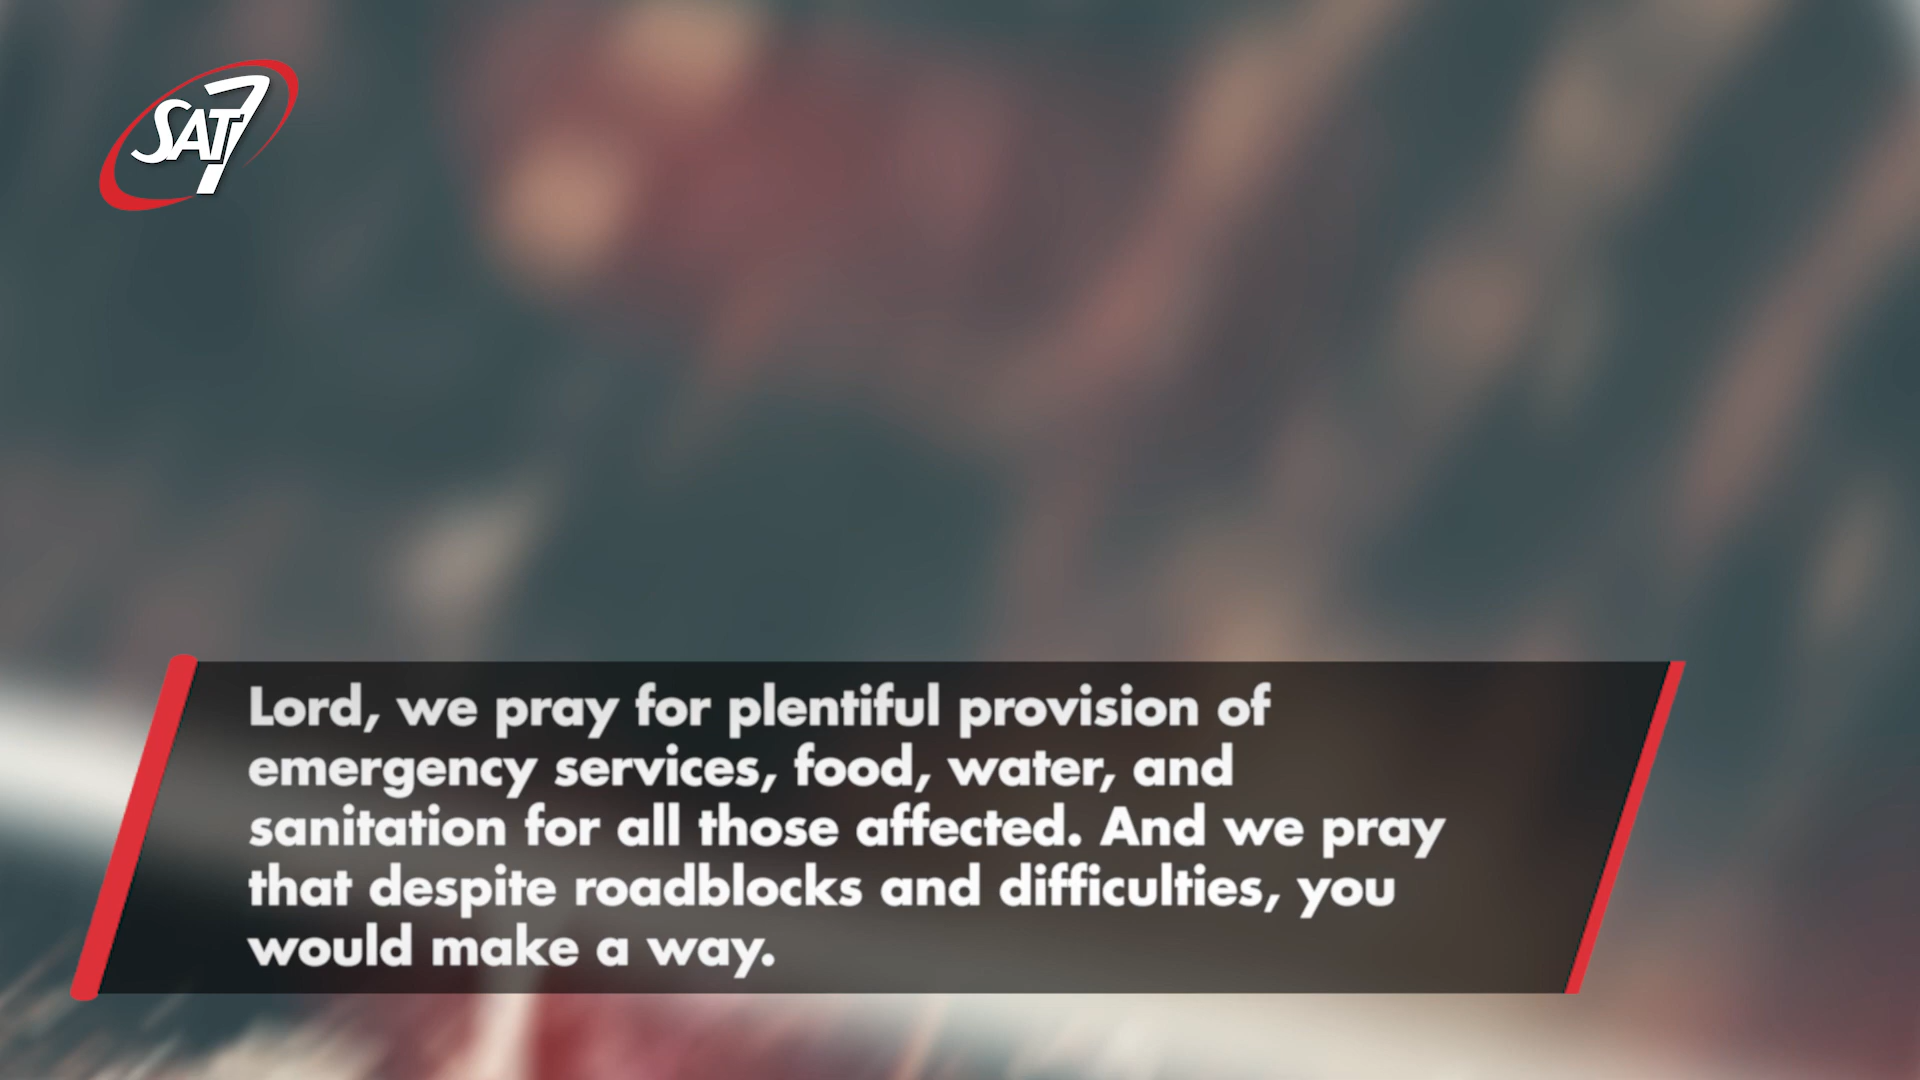 SAT7
Lord, we pray for plentiful provision of
emergency services, food, water, and
sanitation for all those affected. And we pray
that despite roadblocks and difficulties, you
would make a way.